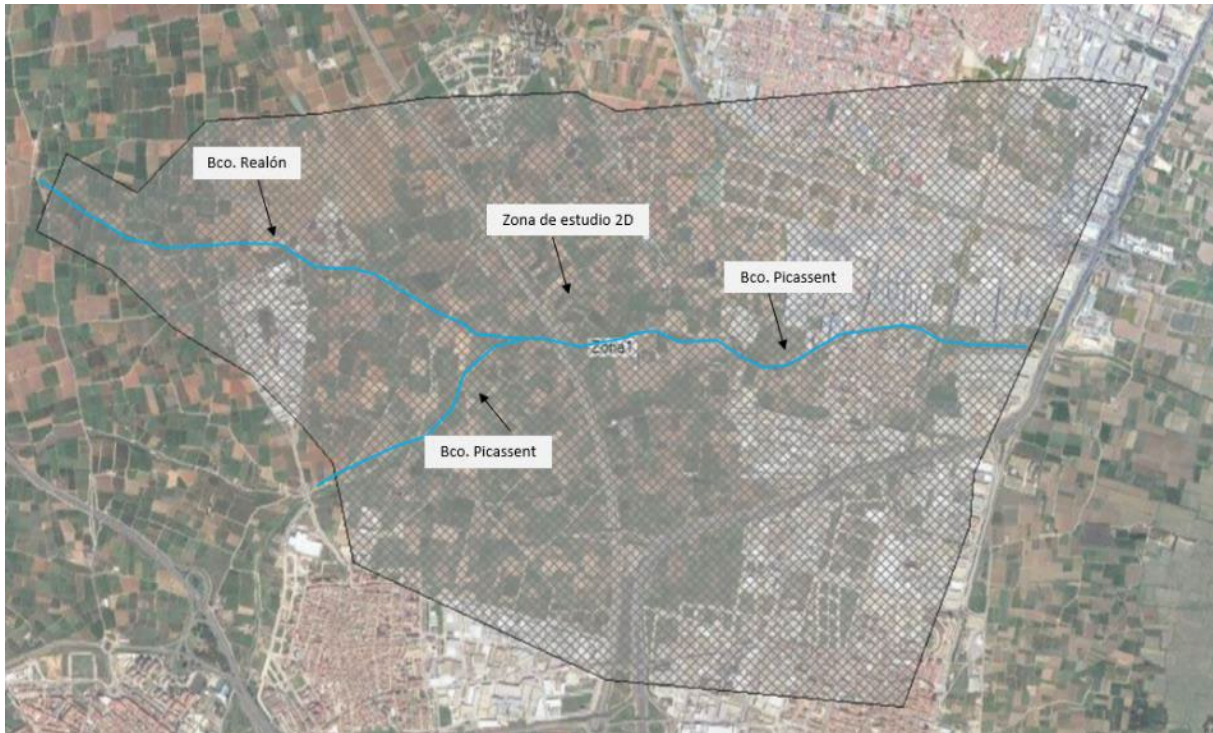 Bco. Realón
Zona de estudio 2D
Bco. Picassent
Zona1
Bco. Picassent